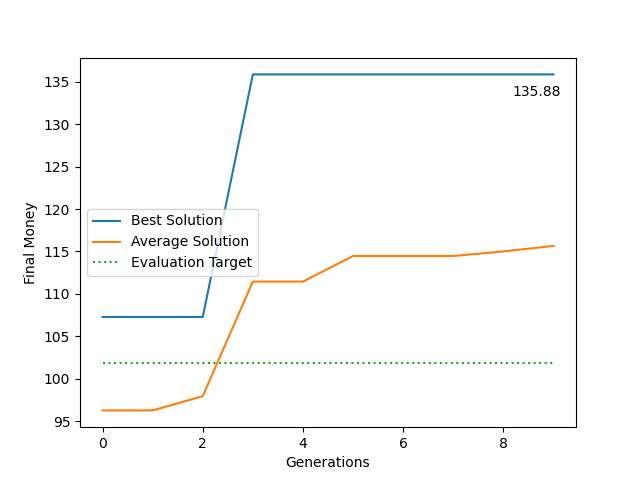 135
130
125
120
115
110
105
100
95
Final Money
135.88
Best Solution
Average Solution
Evaluation Target
0 2 4 6 8
Generations